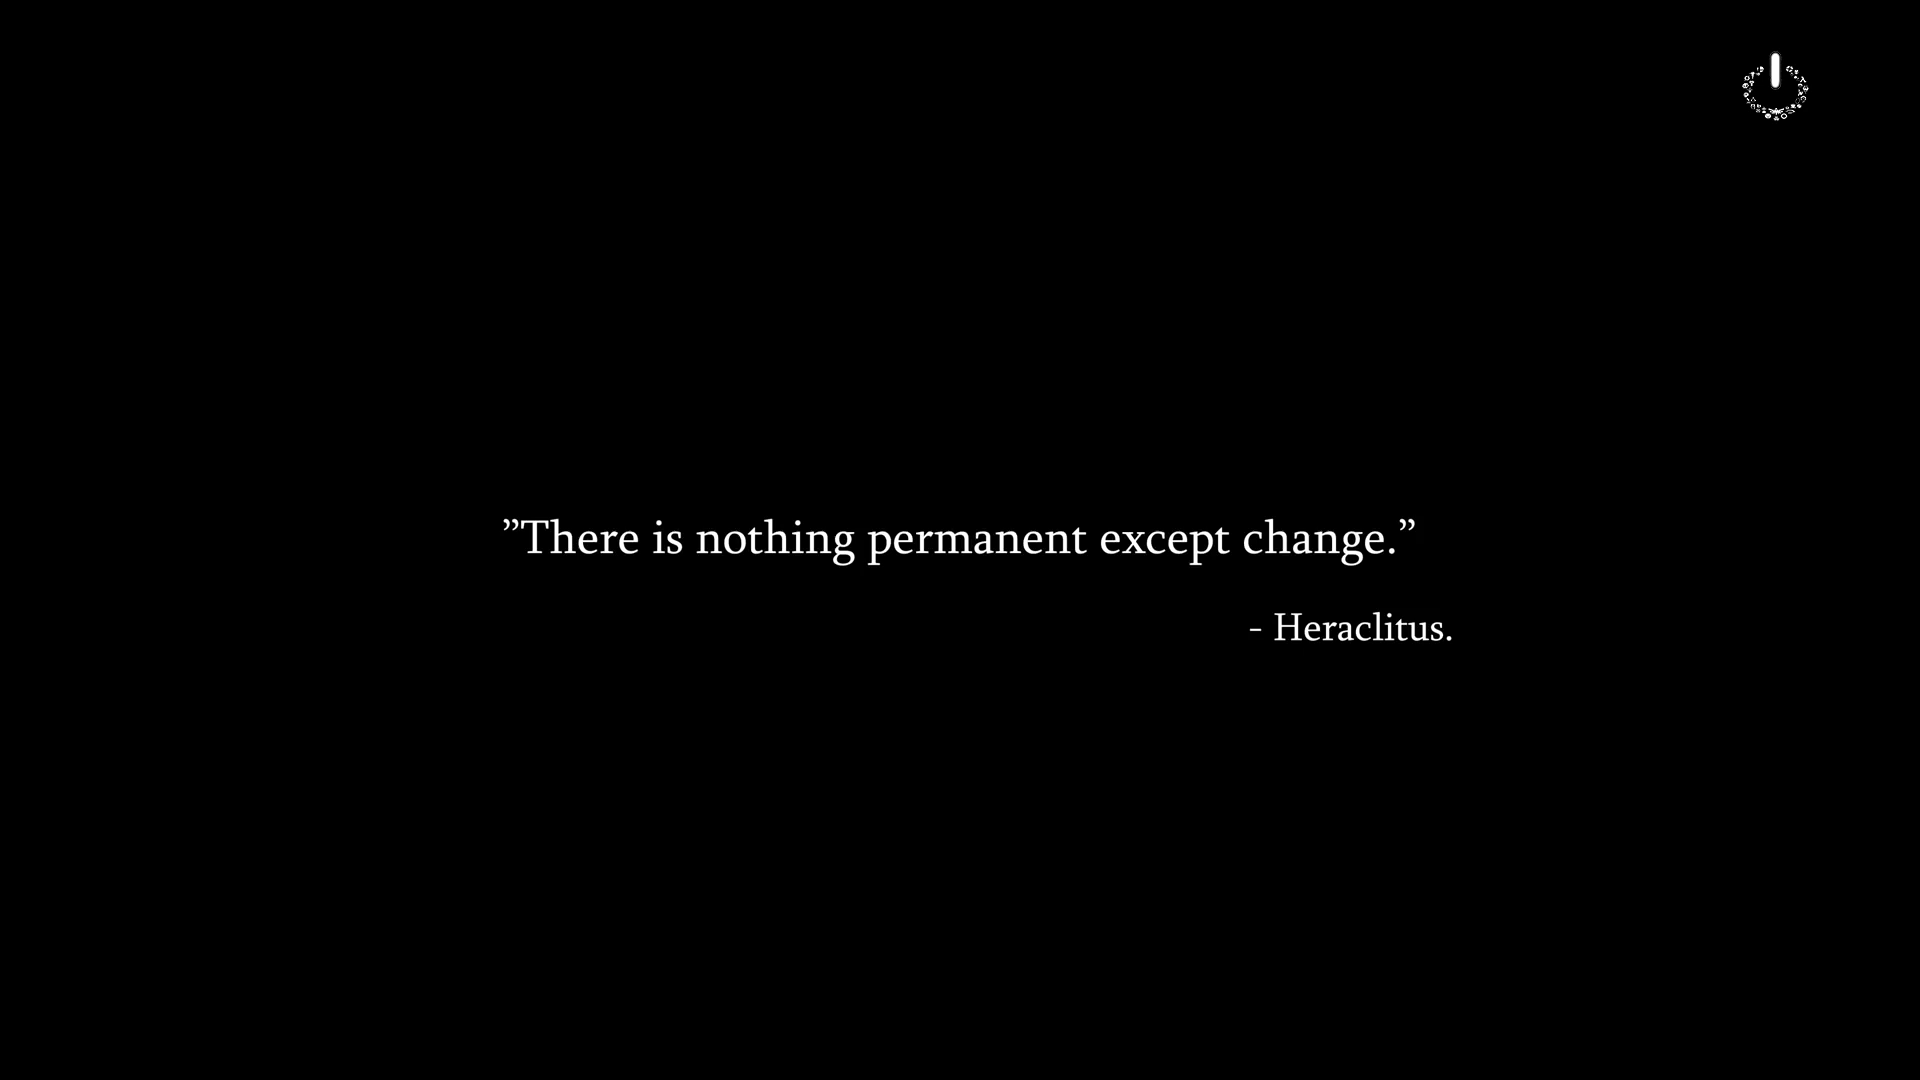 ”There is nothing permanent except change.”
- Heraclitus.